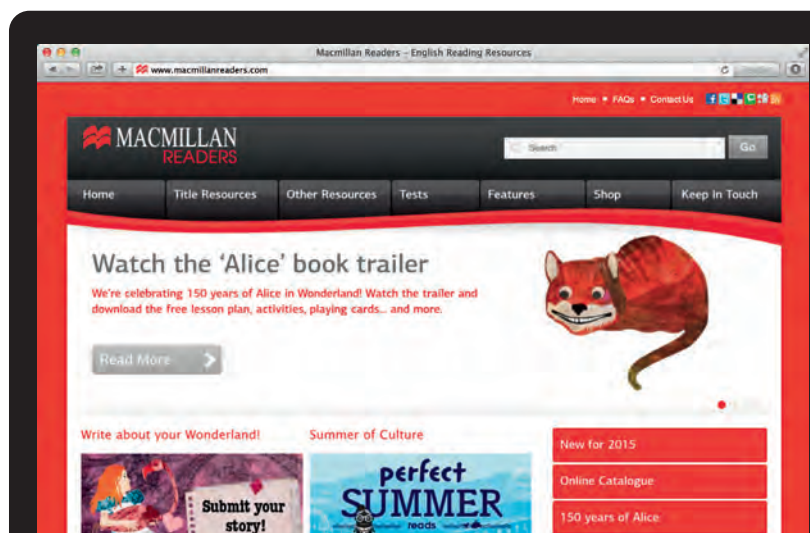 Macmillan Readers – English Reading Resources
www.macmillanreaders.com
Home • FAQs • Contact Us
MACMILLAN
READERS
Search
Go
Home
Title Resources
Other Resources
Tests
Features
Shop
Keep In Touch
Watch the ‘Alice’ book trailer
We're celebrating 150 years of Alice in Wonderland! Watch the trailer and
download the free lesson plan, activities, playing cards... and more.
Read More
Write about your Wonderland!
Summer of Culture
New for 2015
Online Catalogue
150 years of Alice
Submit your
story!
perfect
SUMMER
reads